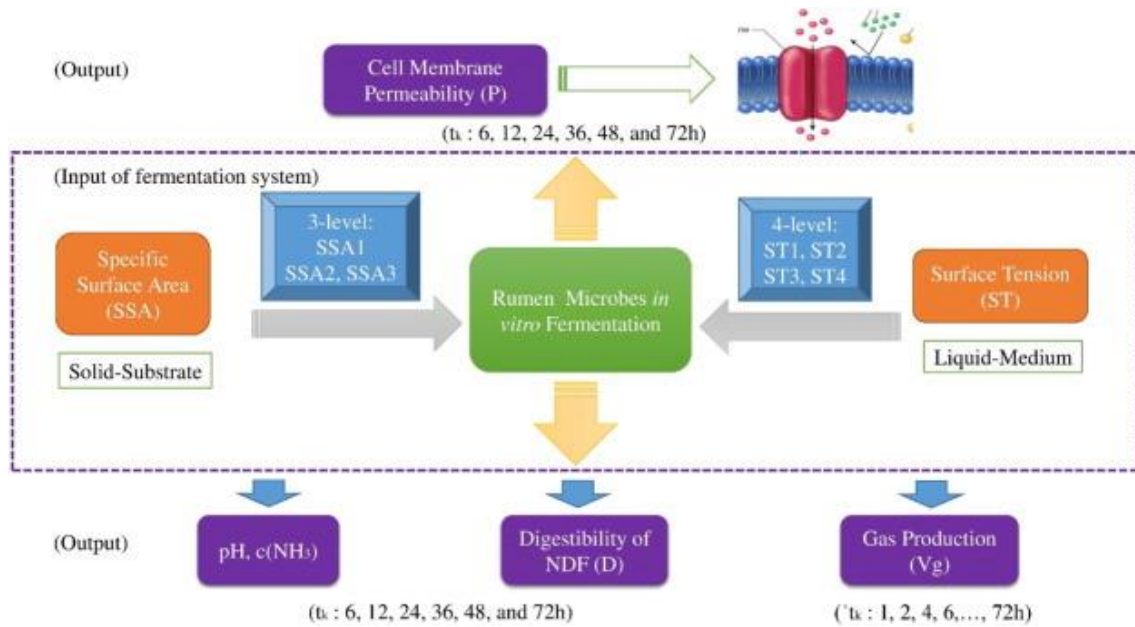 (Output)
Cell Membrane
Permeability (P)
(tk : 6, 12, 24, 36, 48, and 72h)
(Input of fermentation system)
Specific
Surface Area
(SSA)
Solid-Substrate
3-level:
SSA1
SSA2, SSA3
Rumen Microbes in
vitro Fermentation
4-level:
ST1, ST2
ST3, ST4
Surface Tension
(ST)
Liquid-Medium
(Output)
pH, c(NH3)
Digestibility of
NDF (D)
Gas Production
(Vg)
(tk : 6, 12, 24, 36, 48, and 72h)
(*tk : 1, 2, 4, 6,…, 72h)